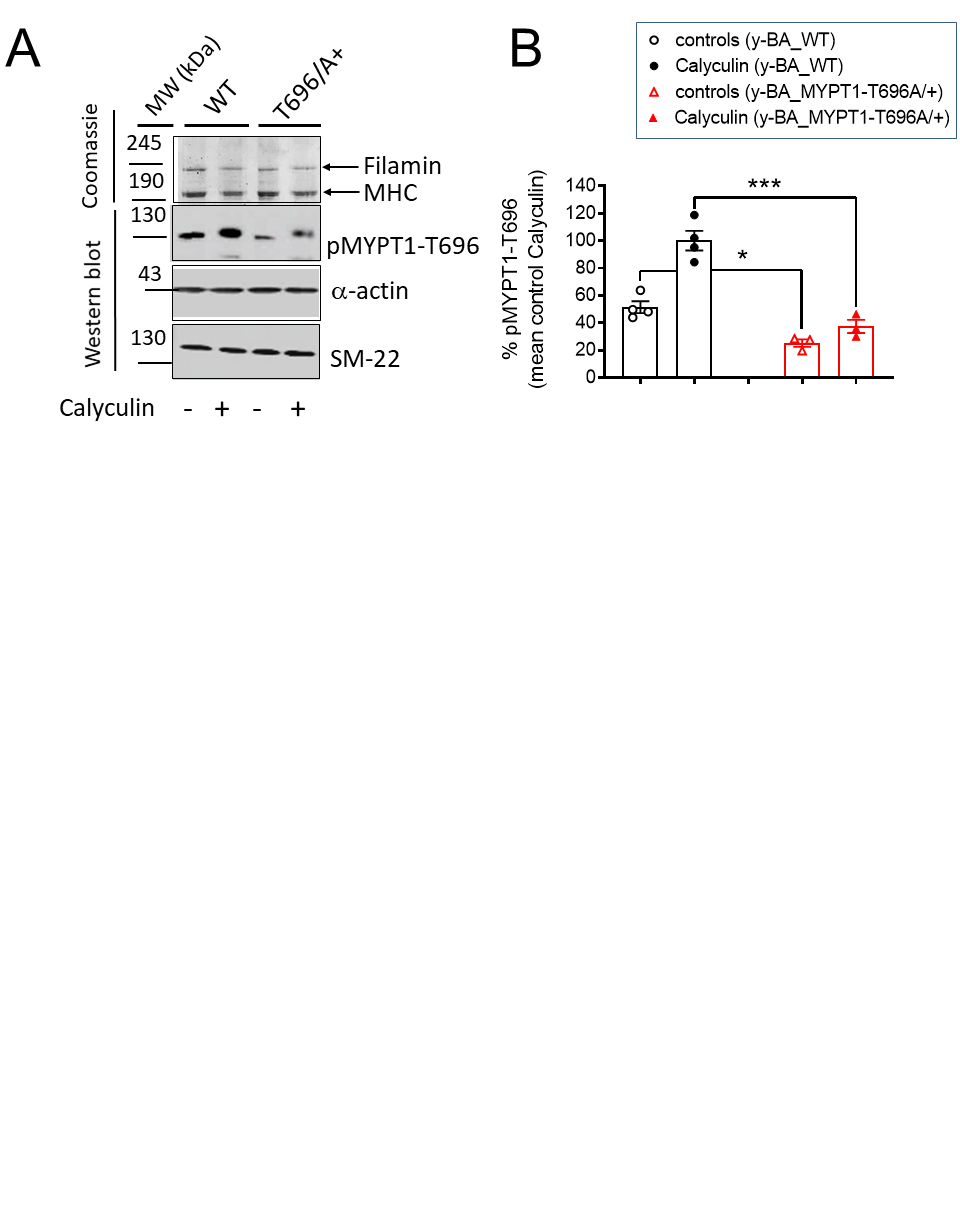 A
MW (kDa)
WT
T696/A+
Coomassie
245
190
Filamin
MHC
Western blot
130
pMYPT1-T696
43
α-actin
130
SM-22
Calyculin - + - +
B
controls (y-BA_WT)
Calyculin (y-BA_WT)
controls (y-BA_MYPT1-T696A/+)
Calyculin (y-BA_MYPT1-T696A/+)
% pMYPT1-T696
(mean control Calyculin)
140
120
100
80
60
40
20
0
***
*